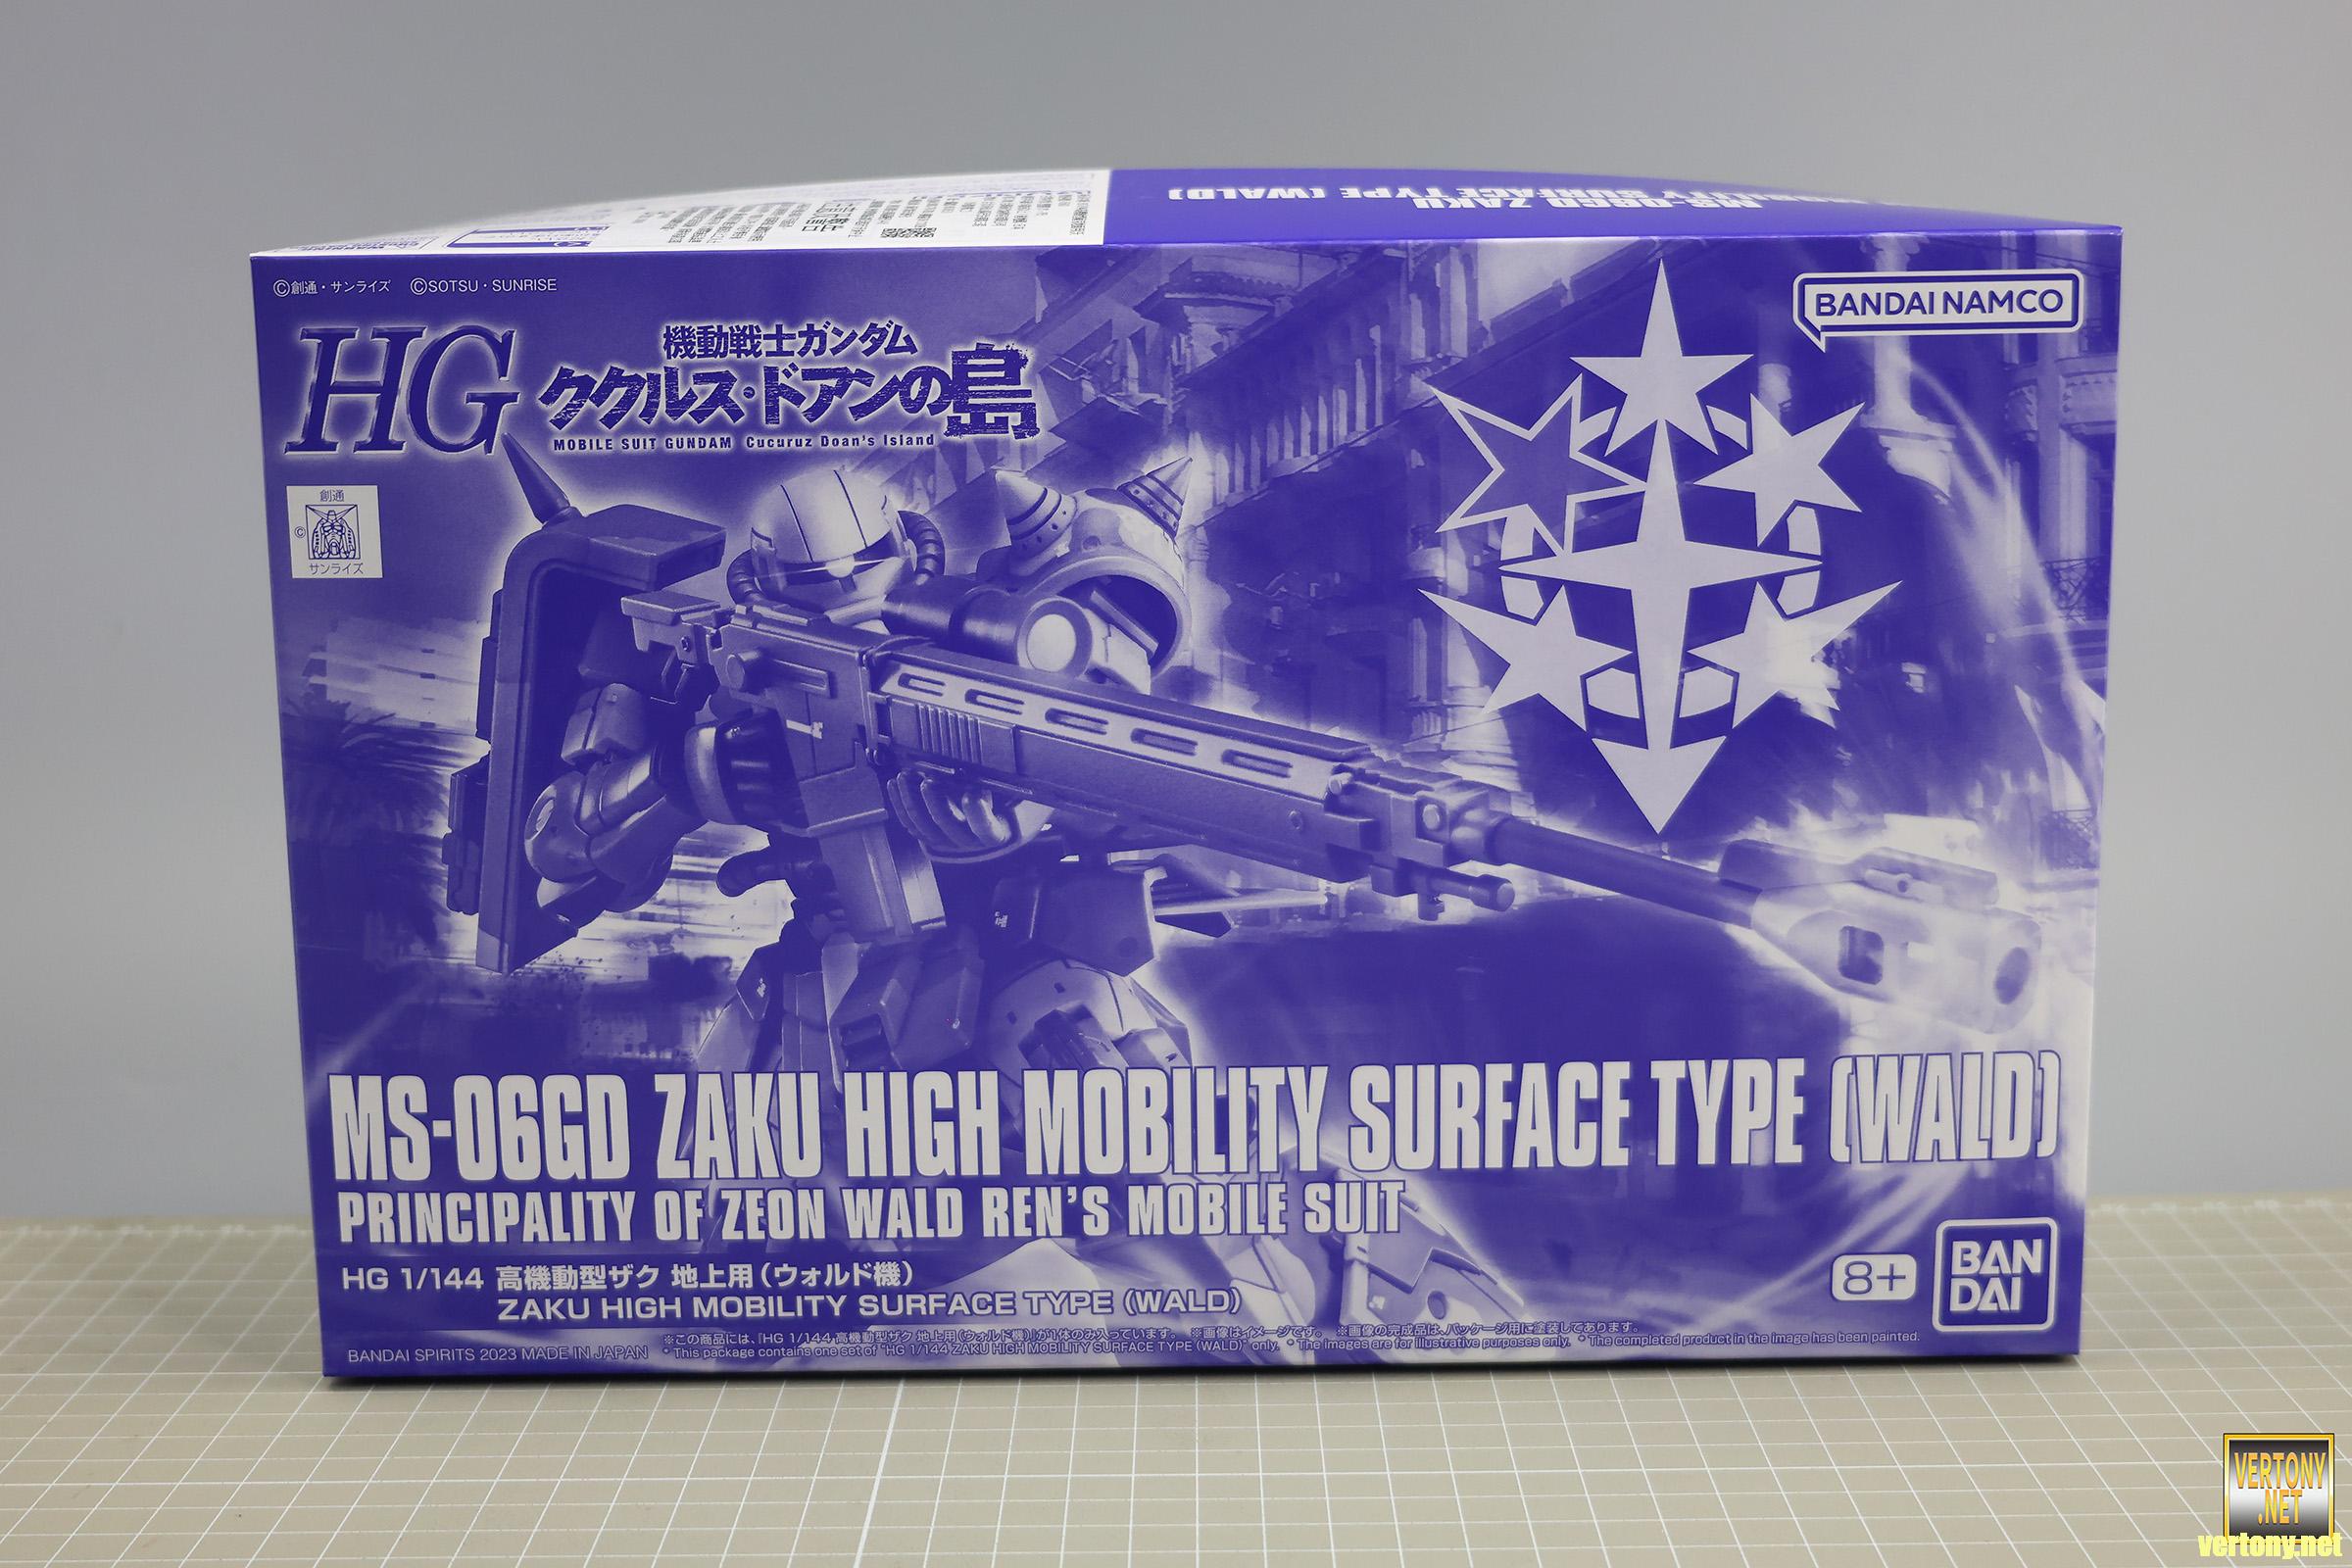 MS-06GD ZAKU
SURFACE TYPE (WALD)
©創通・サンライズ ©SOTSU・SUNRISE
BANDAI NAMCO
HG
機動戦士ガンダム
ククルス・ドアンの島
MOBILE SUIT GUNDAM Cucuruz Doan's Island
創通
©
サンライズ
MS-06GD ZAKU HIGH MOBILITY SURFACE TYPE (WALD)
PRINCIPALITY OF ZEON WALD REN'S MOBILE SUIT
HG 1/144 高機動型ザク 地上用(ウォルド機)
ZAKU HIGH MOBILITY SURFACE TYPE (WALD)
8+
BAN
DAI
※この商品には、「HG 1/144 高機動型ザク 地上用(ウォルド機)」が1体のみ入っています。 ※画像はイメージです。 ※画像の完成品は、パッケージ用に塗装してあります。
BANDAI SPIRITS 2023 MADE IN JAPAN
* This package contains one set of "HG 1/144 ZAKU HIGH MOBILITY SURFACE TYPE (WALD)" only. * The images are for illustrative purposes only. * The completed product in the image has been painted.
VERTONY
.NET
vertony.net